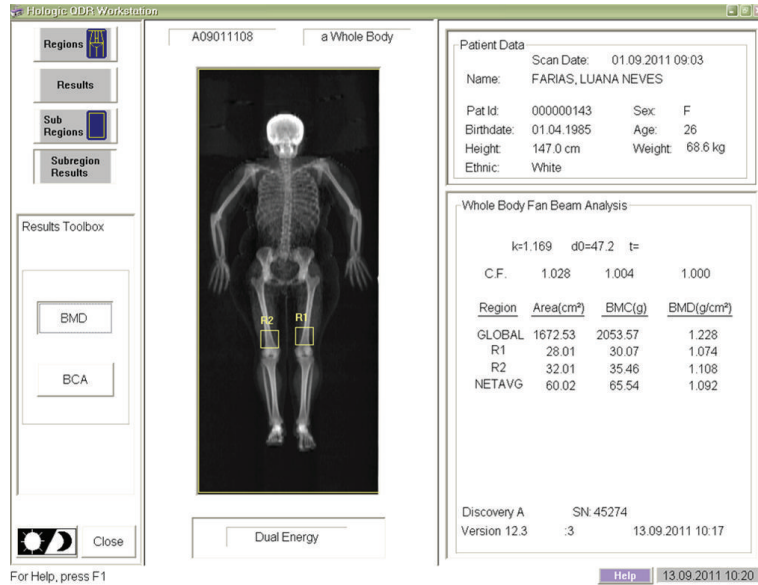 Hologic QDR Workstation
Regions
Results
Sub
Regions
Subregion
Results
Results Toolbox
BMD
BCA
Close
For Help, press F1
A09011108 a Whole Body
R2 R1
Dual Energy
Patient Data
Scan Date: 01.09.2011 09:03
Name: FARIAS, LUANA NEVES
Pat Id: 000000143 Sex: F
Birthdate: 01.04.1985 Age: 26
Height: 147.0 cm Weight: 68.6 kg
Ethnic: White
Whole Body Fan Beam Analysis
k=1.169 d0=47.2 t=
C.F. 1.028 1.004 1.000
Region Area(cm²) BMC(g) BMD(g/cm²)
GLOBAL 1672.53 2053.57 1.228
R1 28.01 30.07 1.074
R2 32.01 35.46 1.108
NETAVG 60.02 65.54 1.092
Discovery A SN: 45274
Version 12.3 :3 13.09.2011 10:17
Help 13.09.2011 10:20